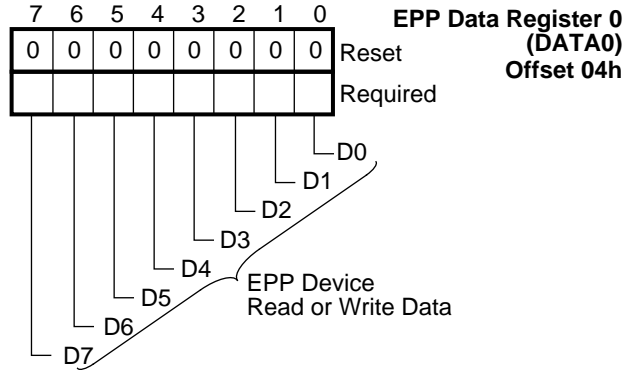 7 6 5 4 3 2 1 0
EPP Data Register 0
(DATA0)
Offset 04h
0 0 0 0 0 0 0 0 Reset
Required
D0
D1
D2
D3
D4
D5
D6
D7
EPP Device
Read or Write Data